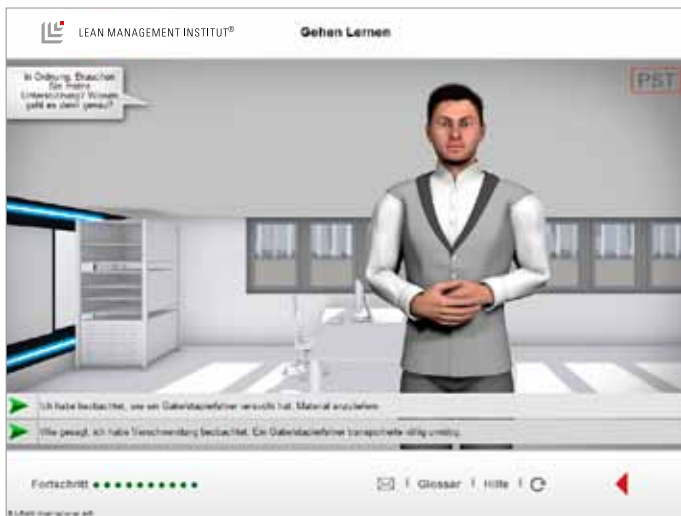 LEAN MANAGEMENT INSTITUT®
Gehen Lernen
In Ordnung. Brauchen
Sie meine
Unterstützung? Worum
geht es denn genau?
PST
Ich habe beobachtet, wie ein Gabelstaplerfahrer versucht hat, Material anzuliefern.
Wie gesagt, ich habe Verschwendung beobachtet. Ein Gabelstaplerfahrer transportierte völlig unnötig.
Fortschritt
Glossar | Hilfe |